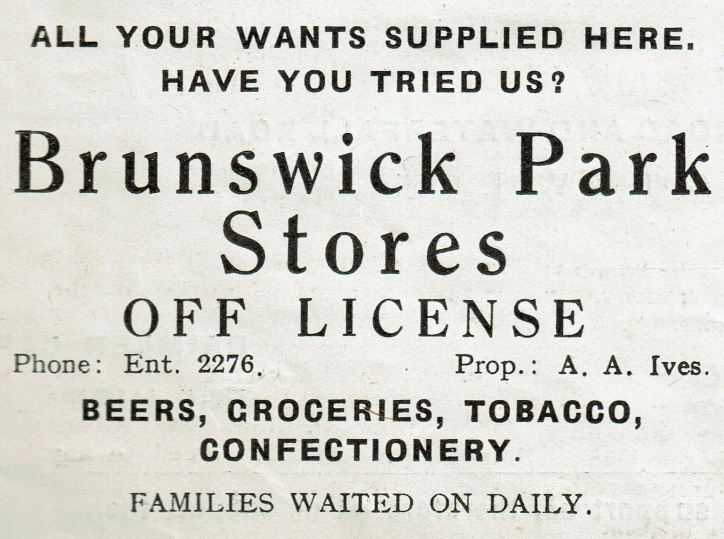 ALL YOUR WANTS SUPPLIED HERE.
HAVE YOU TRIED US?
Brunswick Park
Stores
OFF LICENSE
Phone: Ent. 2276. Prop.: A. A. Ives.
BEERS, GROCERIES, TOBACCO,
CONFECTIONERY.
FAMILIES WAITED ON DAILY.